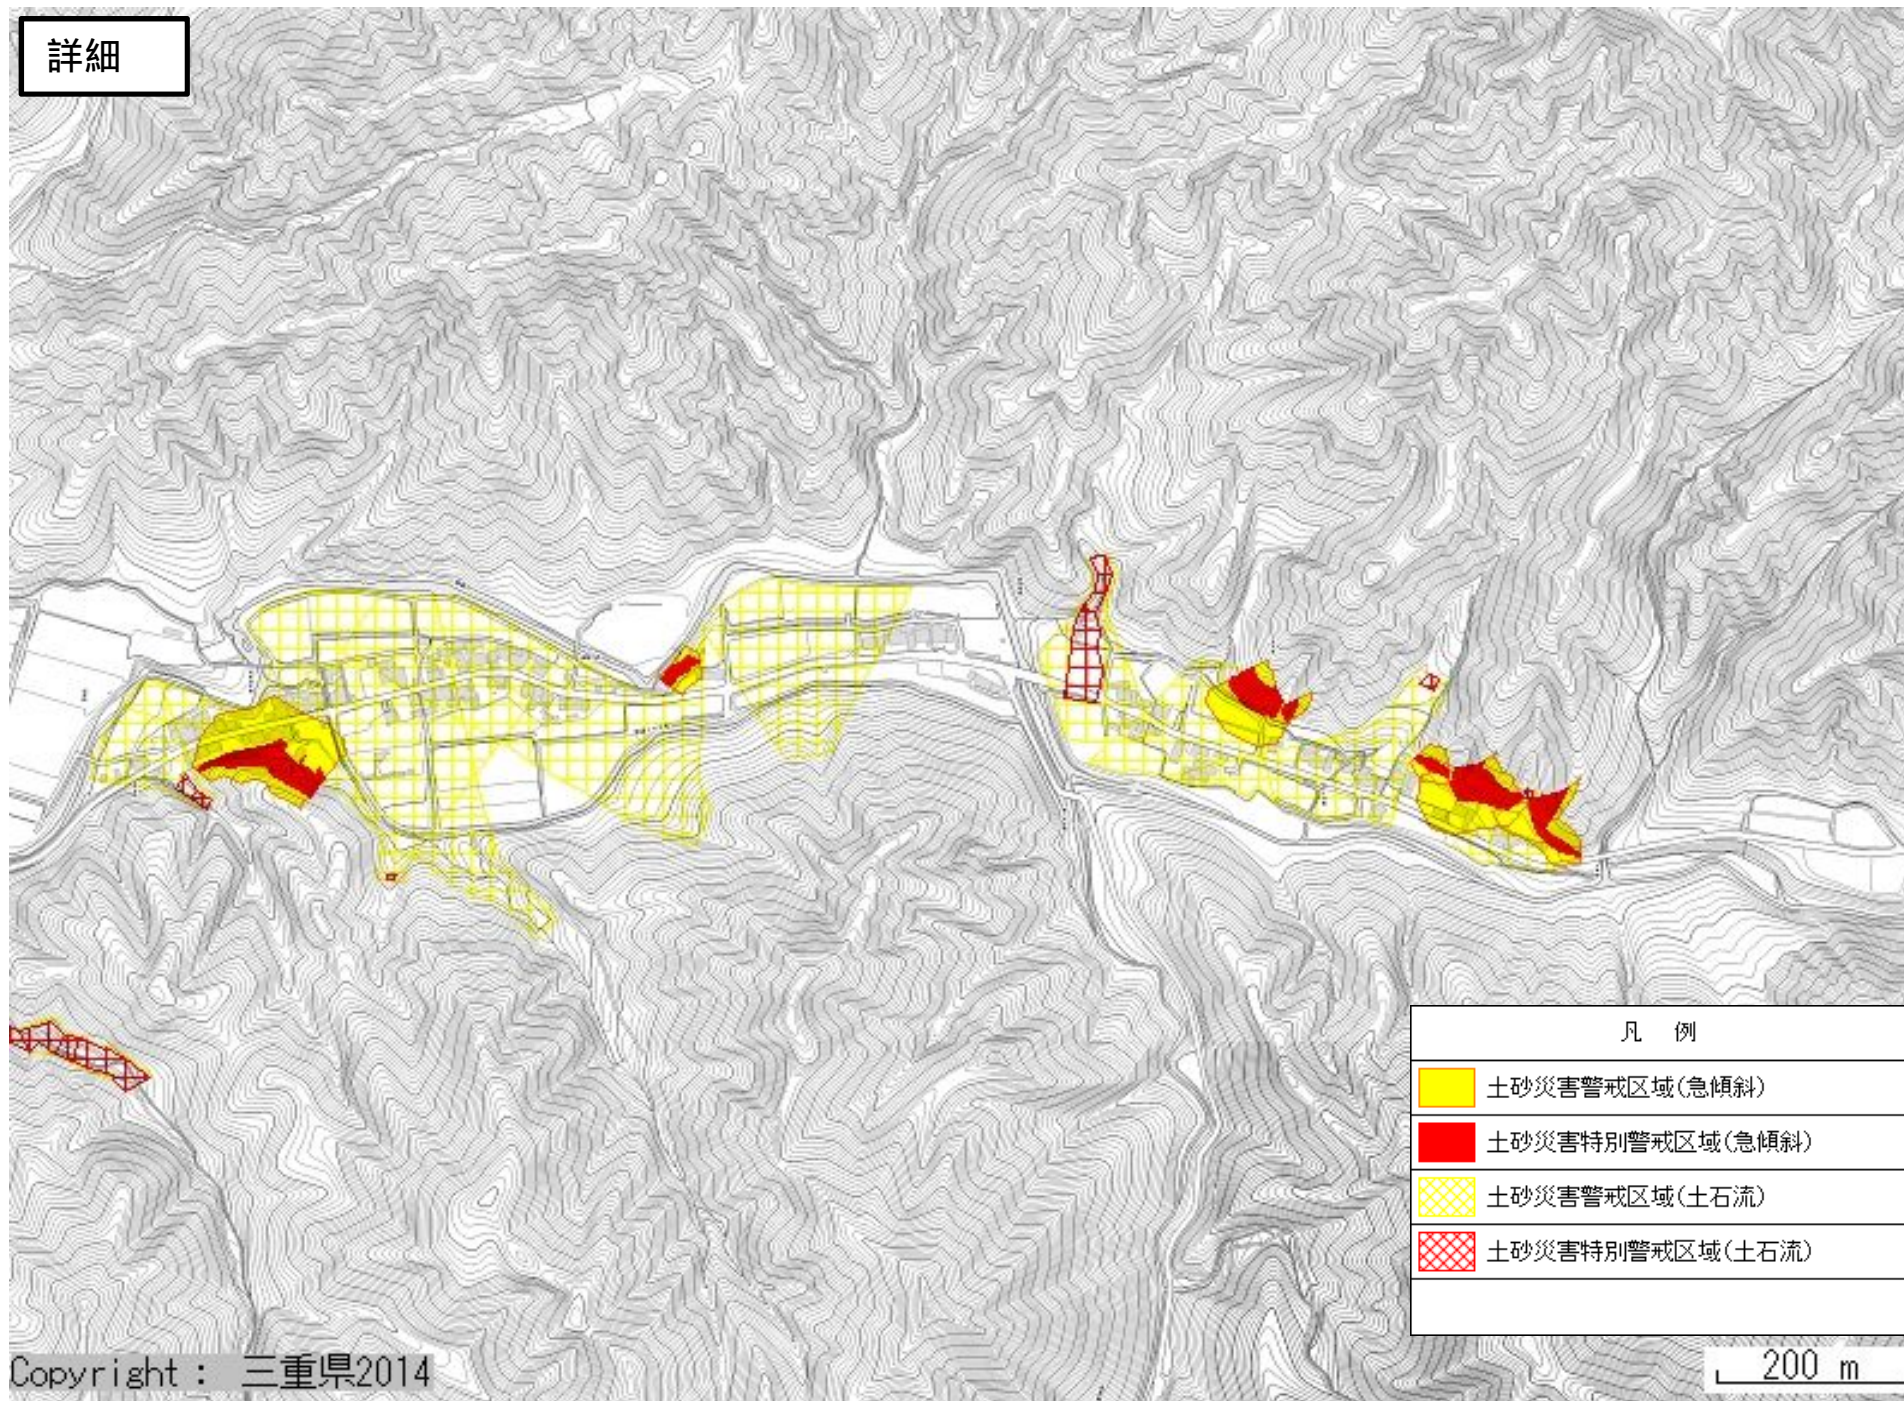 詳細
凡 例
土砂災害警戒区域(急傾斜)
土砂災害特別警戒区域(急傾斜)
土砂災害警戒区域(土石流)
土砂災害特別警戒区域(土石流)
Copyright： 三重県2014
200 m